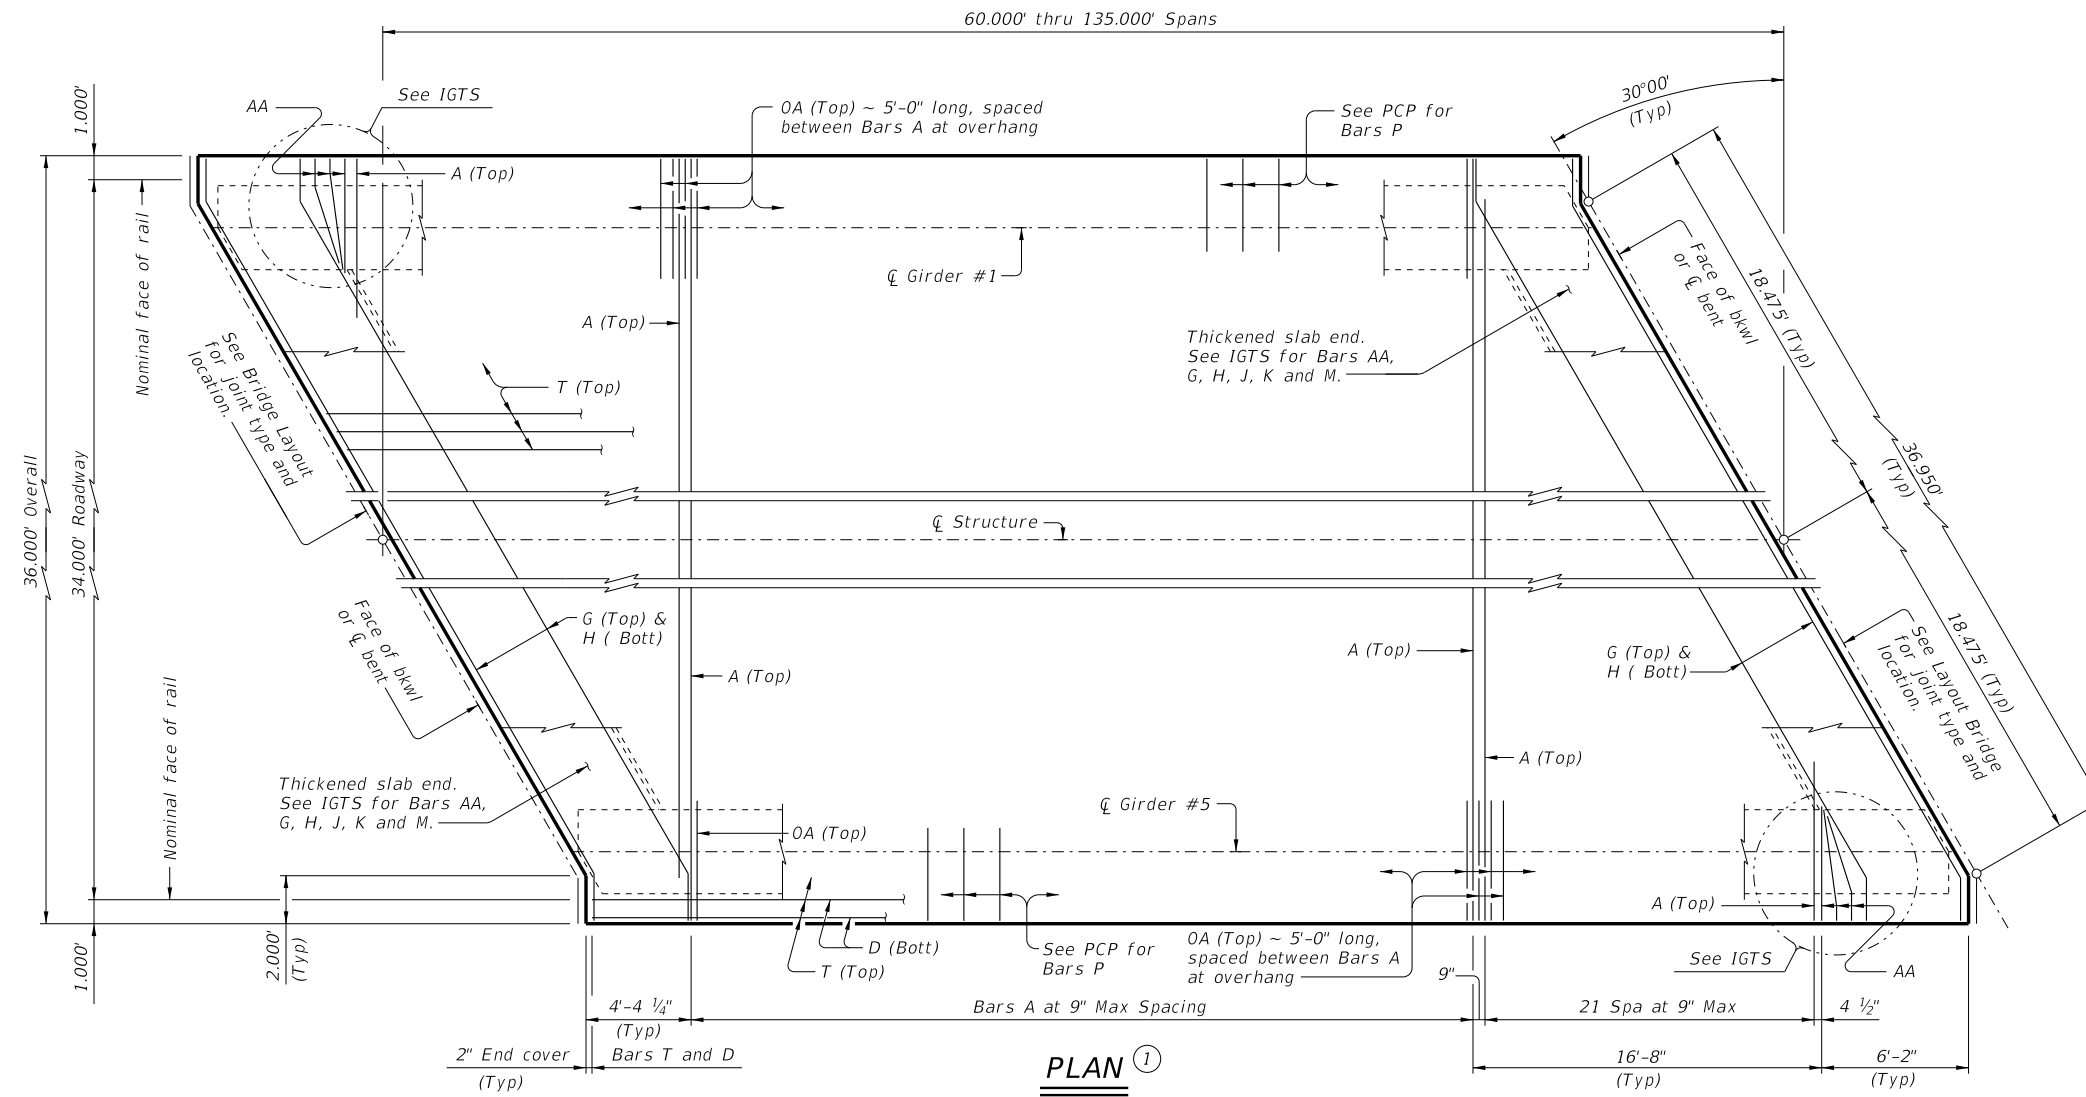 60.000' thru 135.000' Spans
1.000'
AA
See IGTS
OA (Top) ~ 5'-0" long, spaced
between Bars A at overhang
See PCP for
Bars P
30°00'
(Typ)
A (Top)
Nominal face of rail
℄ Girder #1
Face of bkwl
or ℄ bent
18.475' (Typ)
36.950'
(Typ)
A (Top)
Thickened slab end.
See IGTS for Bars AA,
G, H, J, K and M.
See Bridge Layout
for joint type and
location.
T (Top)
36.000' Overall
34.000' Roadway
℄ Structure
Face of bkwl
or ℄ bent
G (Top) &
H ( Bott)
A (Top)
A (Top)
G (Top) &
H ( Bott)
See Layout Bridge
for joint type and
location.
18.475' (Typ)
Nominal face of rail
A (Top)
Thickened slab end.
See IGTS for Bars AA,
G, H, J, K and M.
OA (Top)
℄ Girder #5
A (Top)
1.000'
2.000'
(Typ)
D (Bott)
T (Top)
See PCP for
Bars P
OA (Top) ~ 5'-0" long,
spaced between Bars A
at overhang
See IGTS
AA
9"
4'-4 ¼"
(Typ)
Bars A at 9" Max Spacing
21 Spa at 9" Max
4 ½"
2" End cover
(Typ)
Bars T and D
16'-8"
(Typ)
6'-2"
(Typ)
PLAN 1